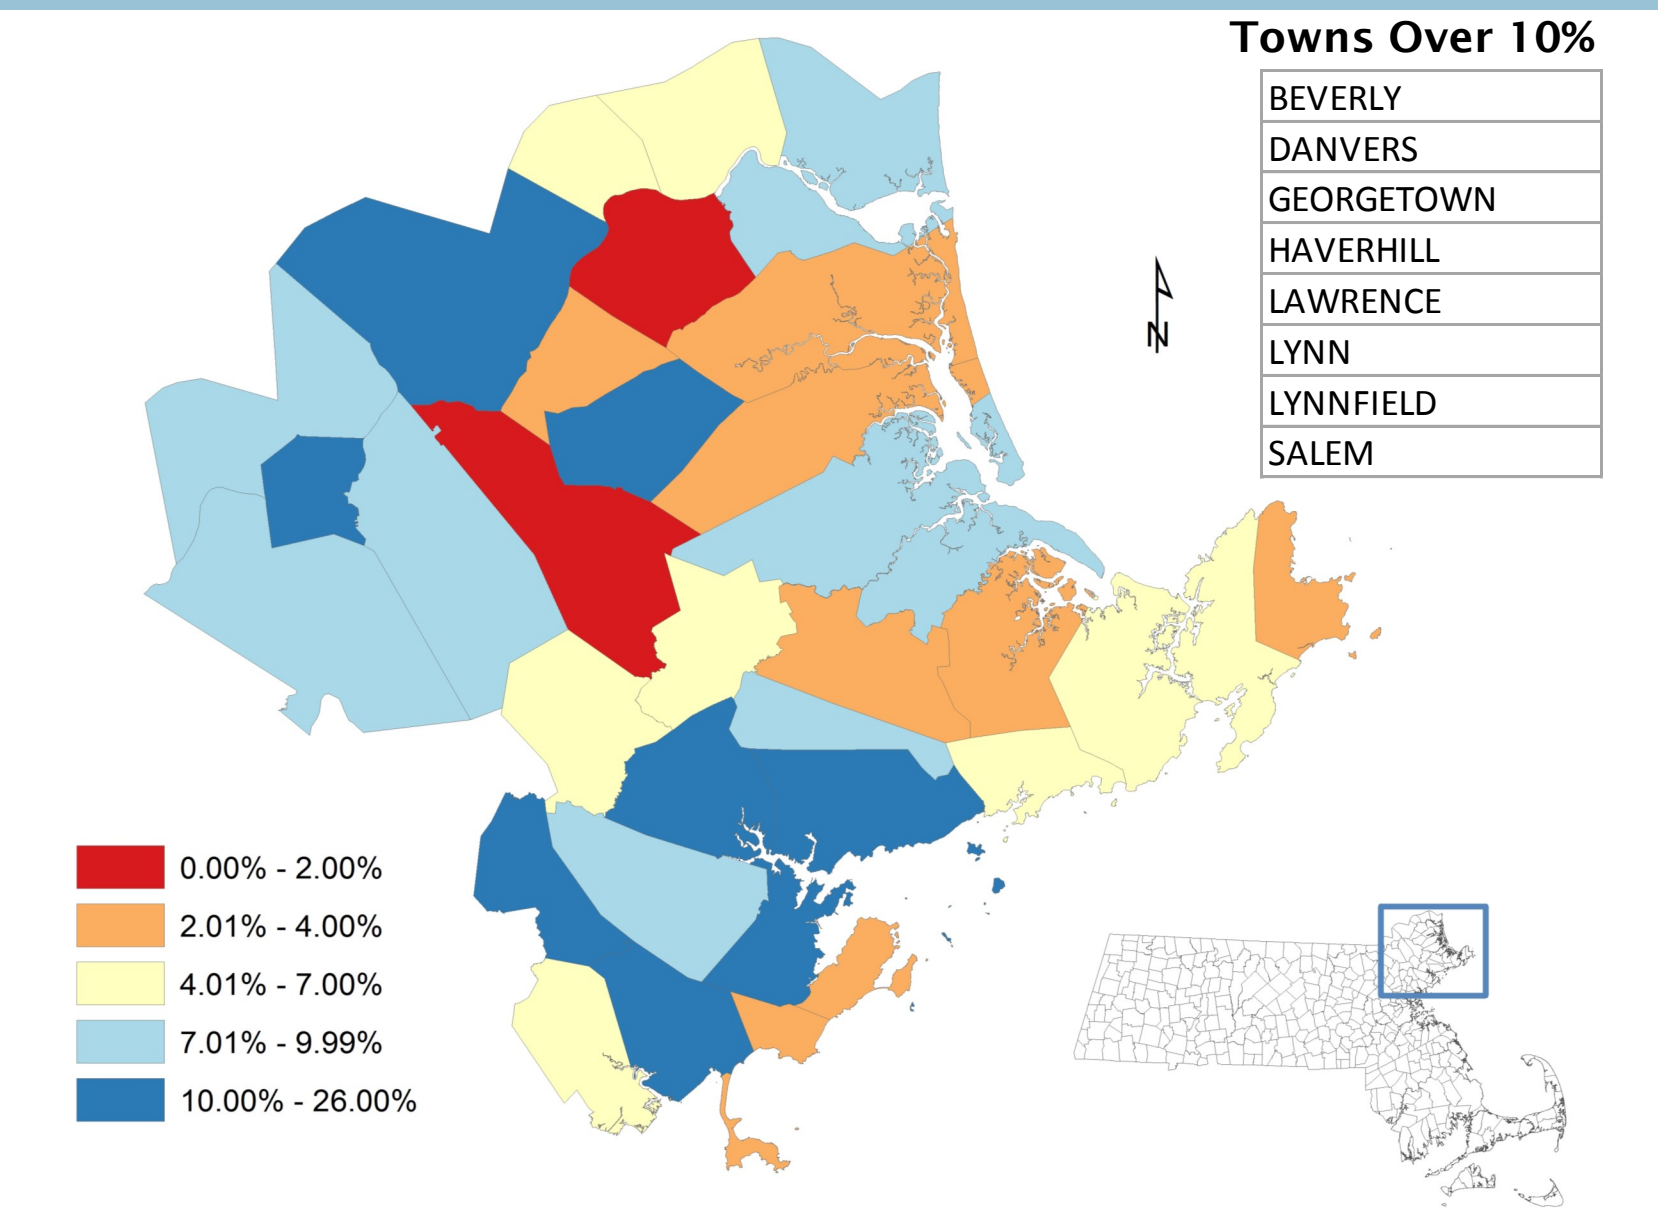 Towns Over 10%
BEVERLY
DANVERS
GEORGETOWN
HAVERHILL
LAWRENCE
LYNN
LYNNFIELD
SALEM
N
0.00% - 2.00%
2.01% - 4.00%
4.01% - 7.00%
7.01% - 9.99%
10.00% - 26.00%